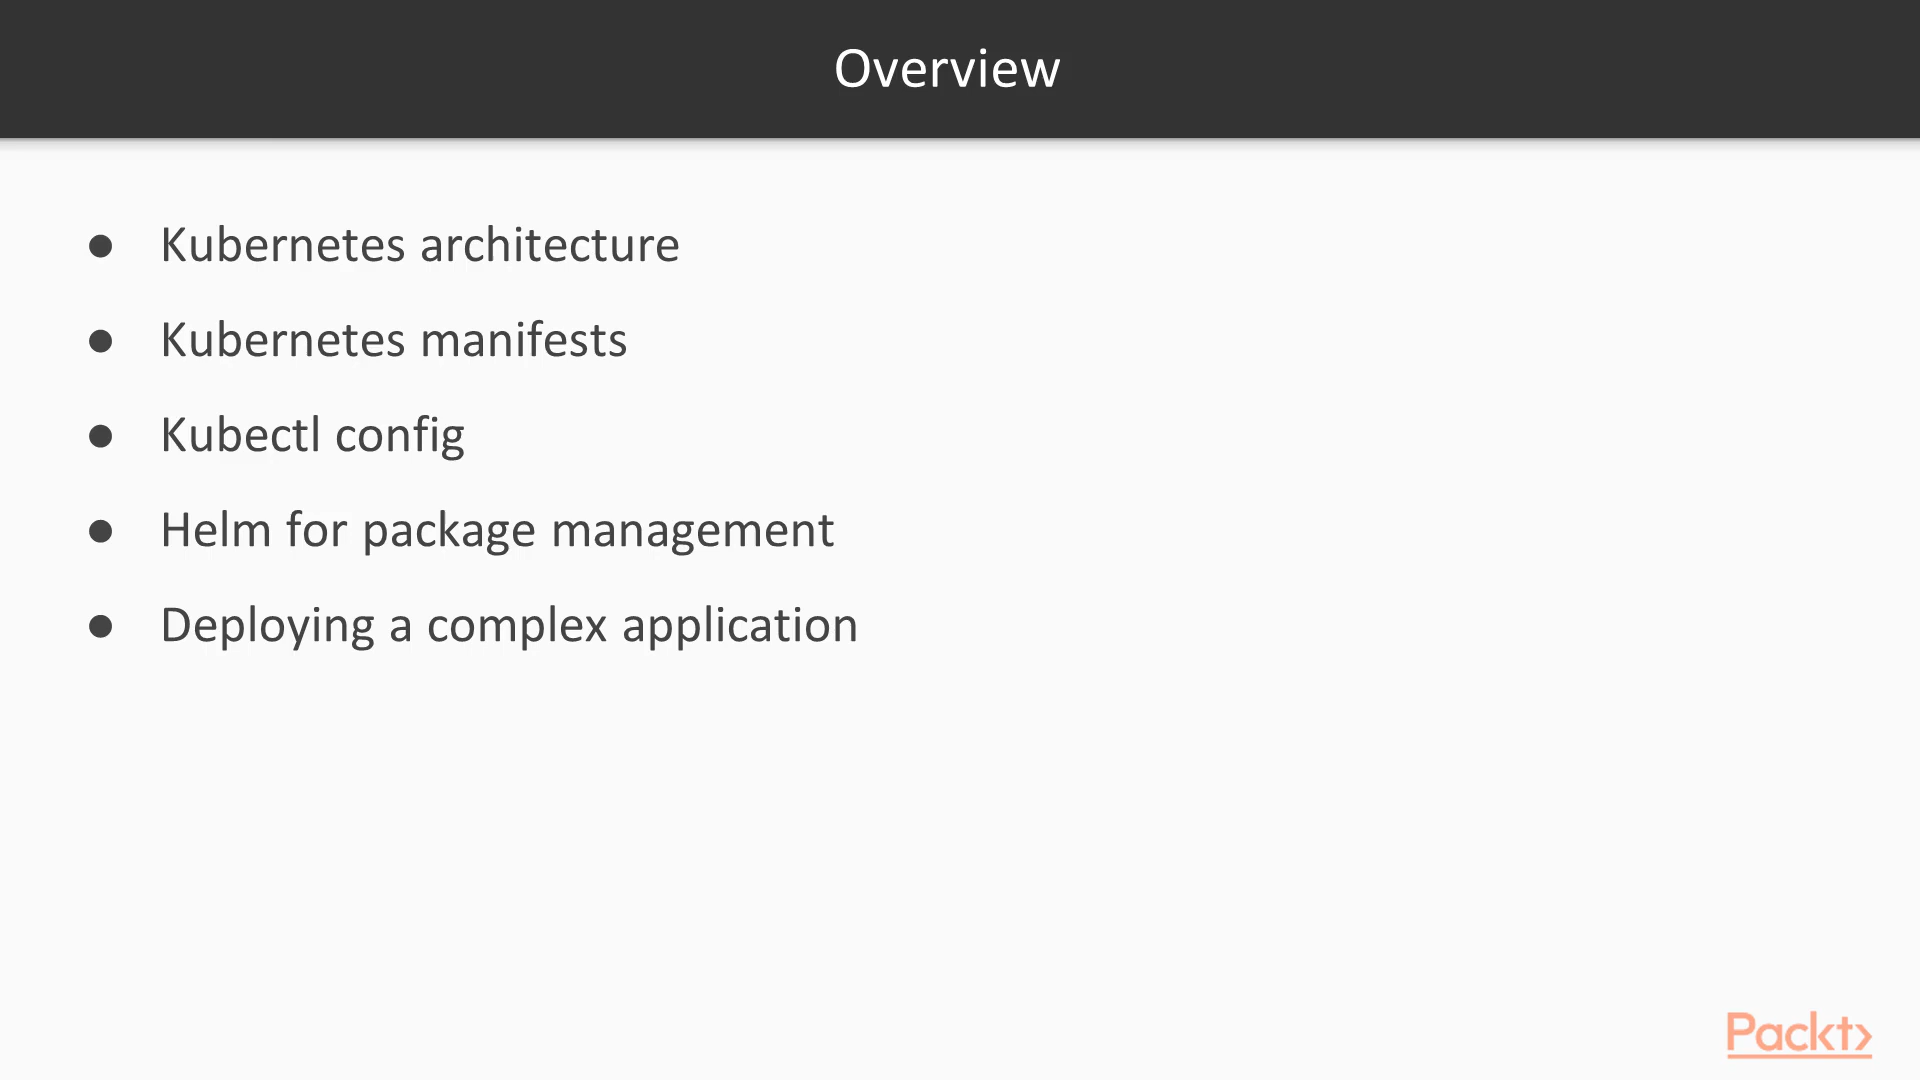 Overview
● Kubernetes architecture
● Kubernetes manifests
● Kubectl config
● Helm for package management
● Deploying a complex application
Packt>